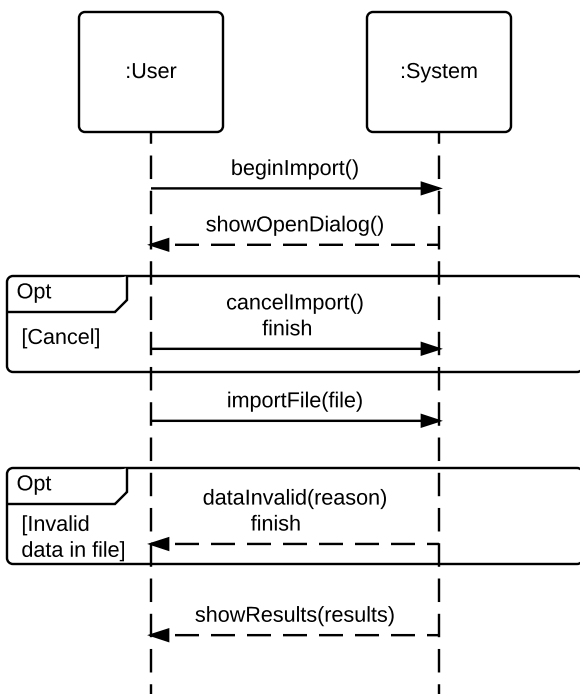 :User
:System
beginImport()
showOpenDialog()
Opt
cancelImport()
finish
[Cancel]
importFile(file)
Opt
dataInvalid(reason)
finish
[Invalid
data in file]
showResults(results)